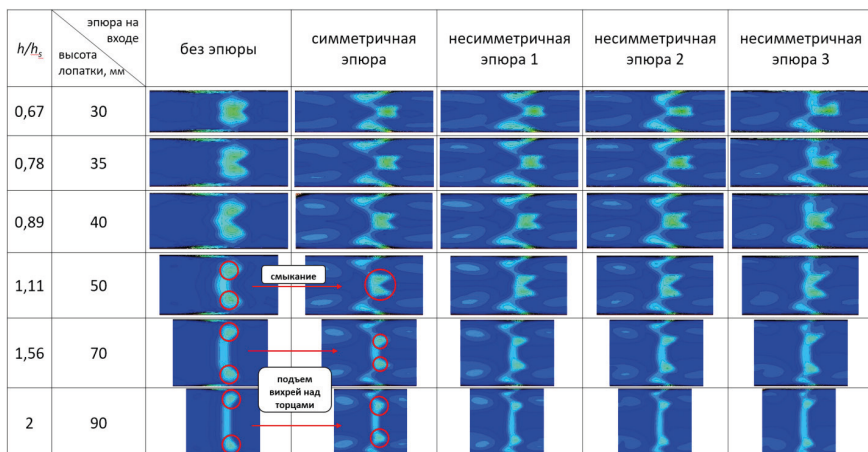 h/hs
эпюра на
входе
высота
лопатки, мм
без эпюры
симметричная
эпюра
несимметричная
эпюра 1
несимметричная
эпюра 2
несимметричная
эпюра 3
0,67
30
0,78
35
0,89
40
1,11
50
смыкание
1,56
70
подъем
вихрей над
торцами
2
90